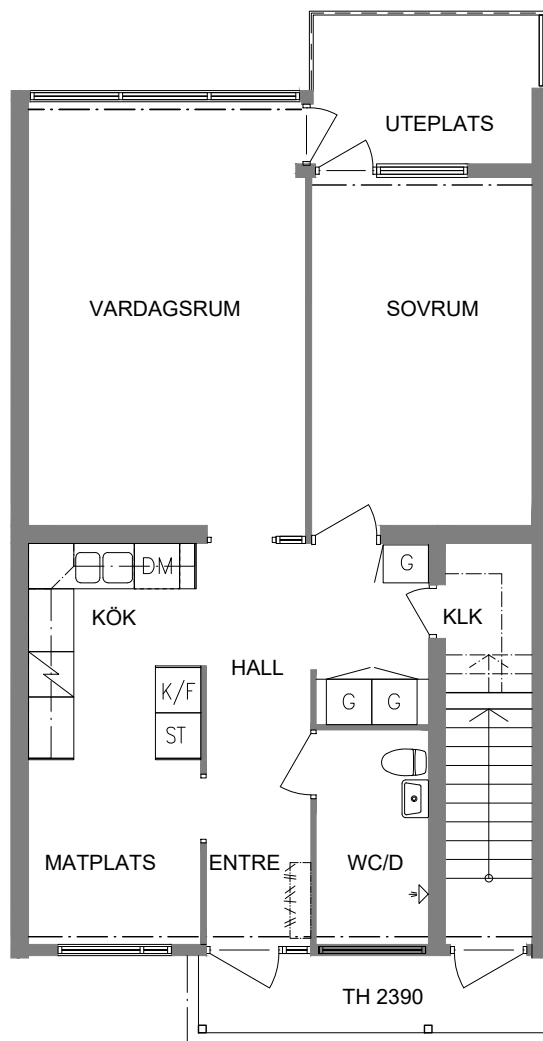 UTEPLATS
VARDAGSRUM
SOVRUM
DM
G
KÖK
KLK
HALL
K/F
G
G
ST
MATPLATS
ENTRE
WC/D
TH 2390